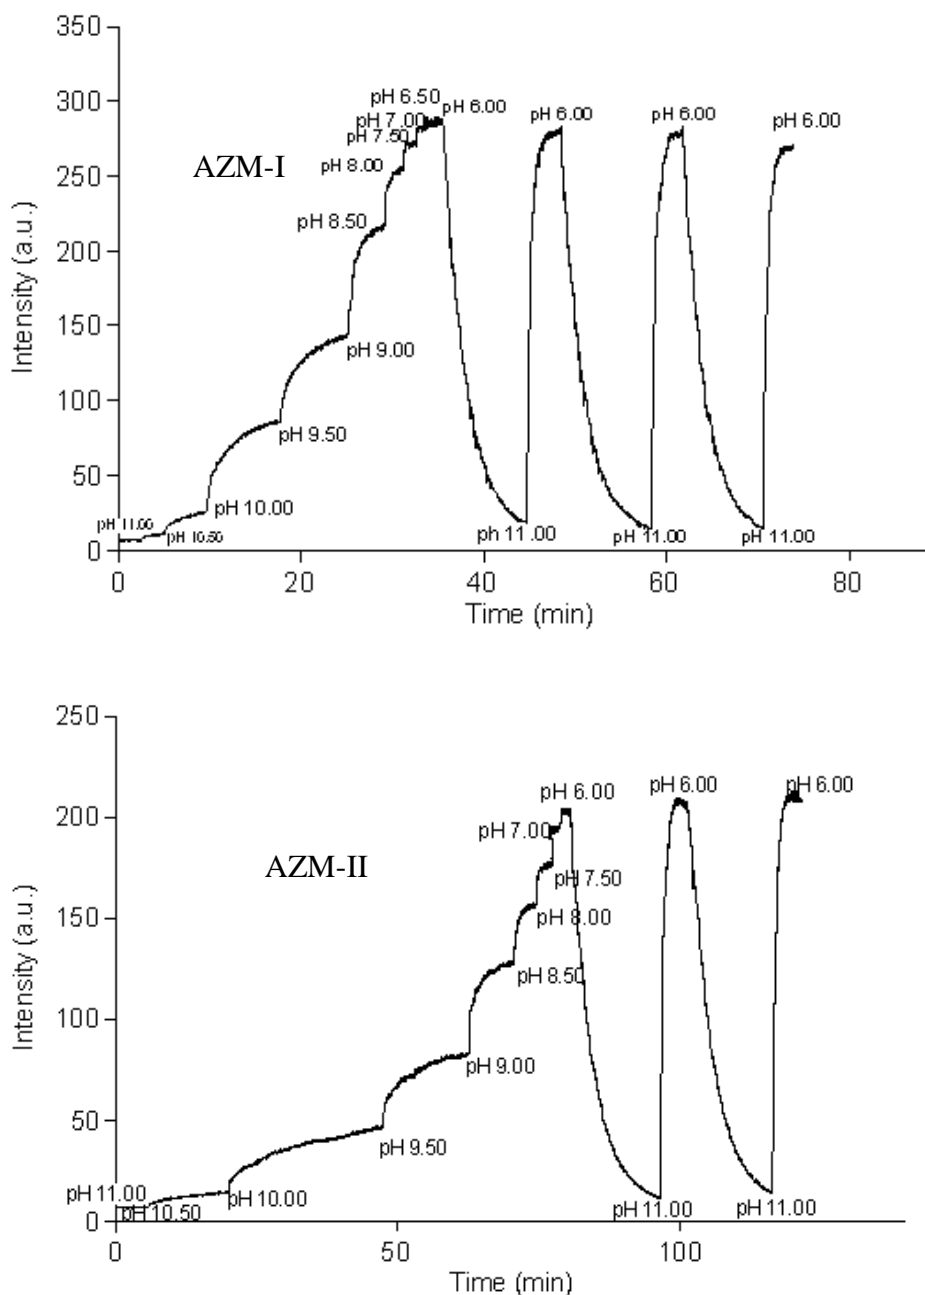 350
300
250
200
150
100
50
0
Intensity (a.u.)
AZM-I
pH 6.50
pH 6.00
pH 7.00
pH 7.50
pH 8.00
pH 8.50
pH 9.00
pH 9.50
pH 10.00
pH 11.00
pH 10.50
pH 6.00
pH 6.00
pH 6.00
ph 11.00
pH 11.00
pH 11.00
0
20
40
60
80
Time (min)
250
200
150
100
50
0
Intensity (a.u.)
AZM-II
pH 6.00
pH 6.00
pH 6.00
pH 7.00
pH 7.50
pH 8.00
pH 8.50
pH 9.00
pH 9.50
pH 11.00
pH 10.50
pH 10.00
pH 11.00
pH 11.00
0
50
100
Time (min)